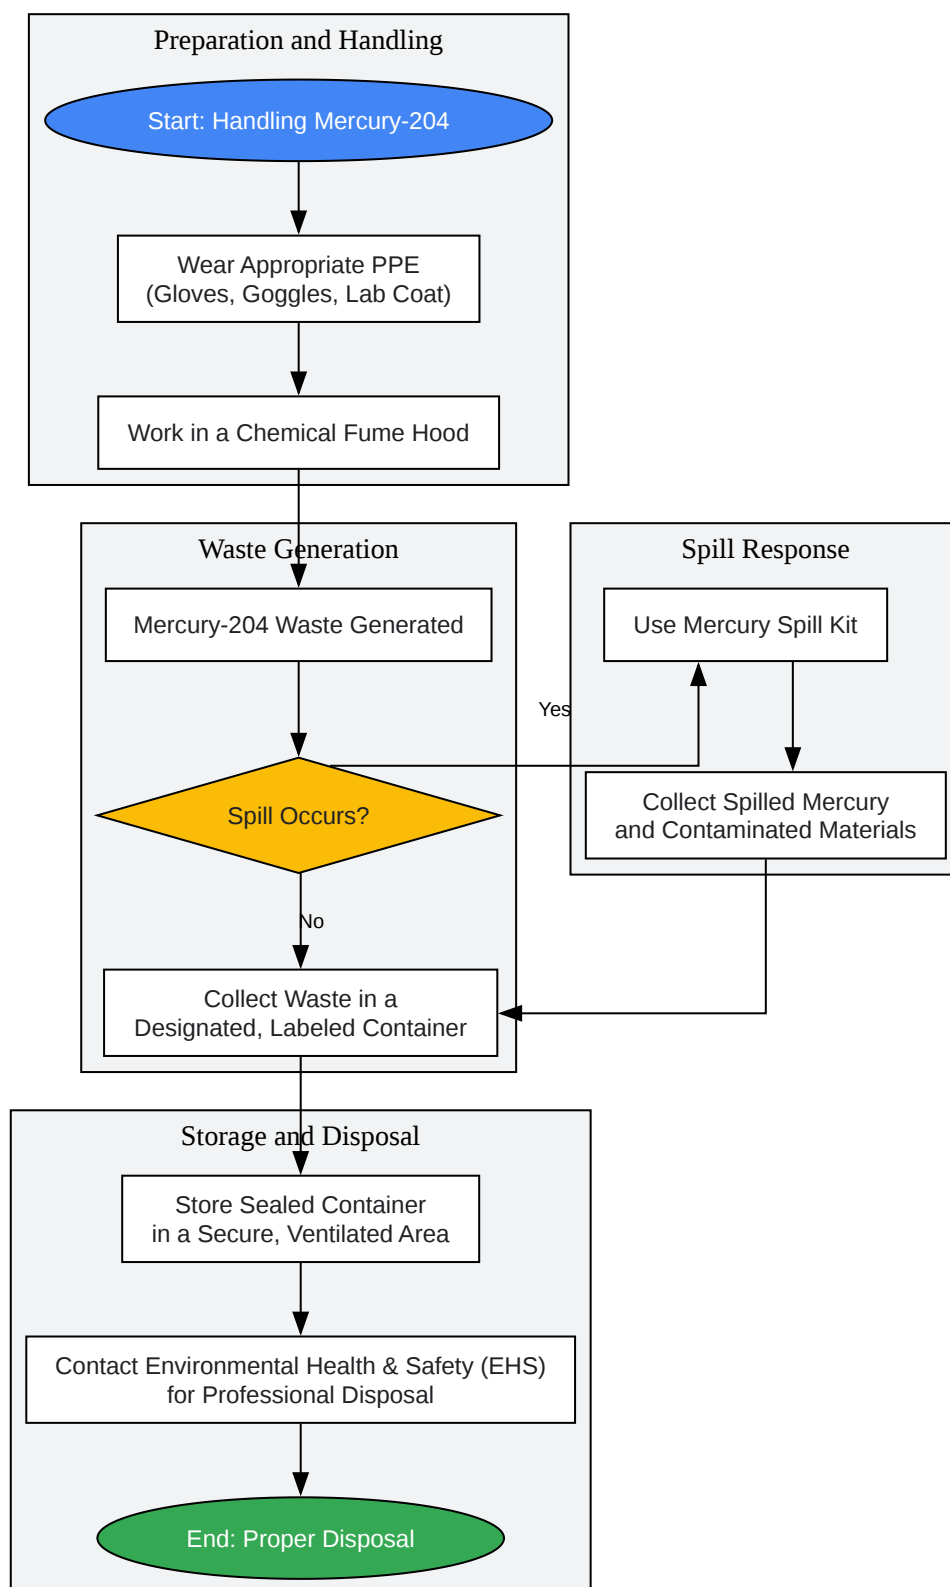 Preparation and Handling
Start: Handling Mercury-204
Wear Appropriate PPE
(Gloves, Goggles, Lab Coat)
Work in a Chemical Fume Hood
Waste Generation
Mercury-204 Waste Generated
Spill Occurs?
Yes
No
Spill Response
Use Mercury Spill Kit
Collect Spilled Mercury
and Contaminated Materials
Collect Waste in a
Designated, Labeled Container
Storage and Disposal
Store Sealed Container
in a Secure, Ventilated Area
Contact Environmental Health & Safety (EHS)
for Professional Disposal
End: Proper Disposal